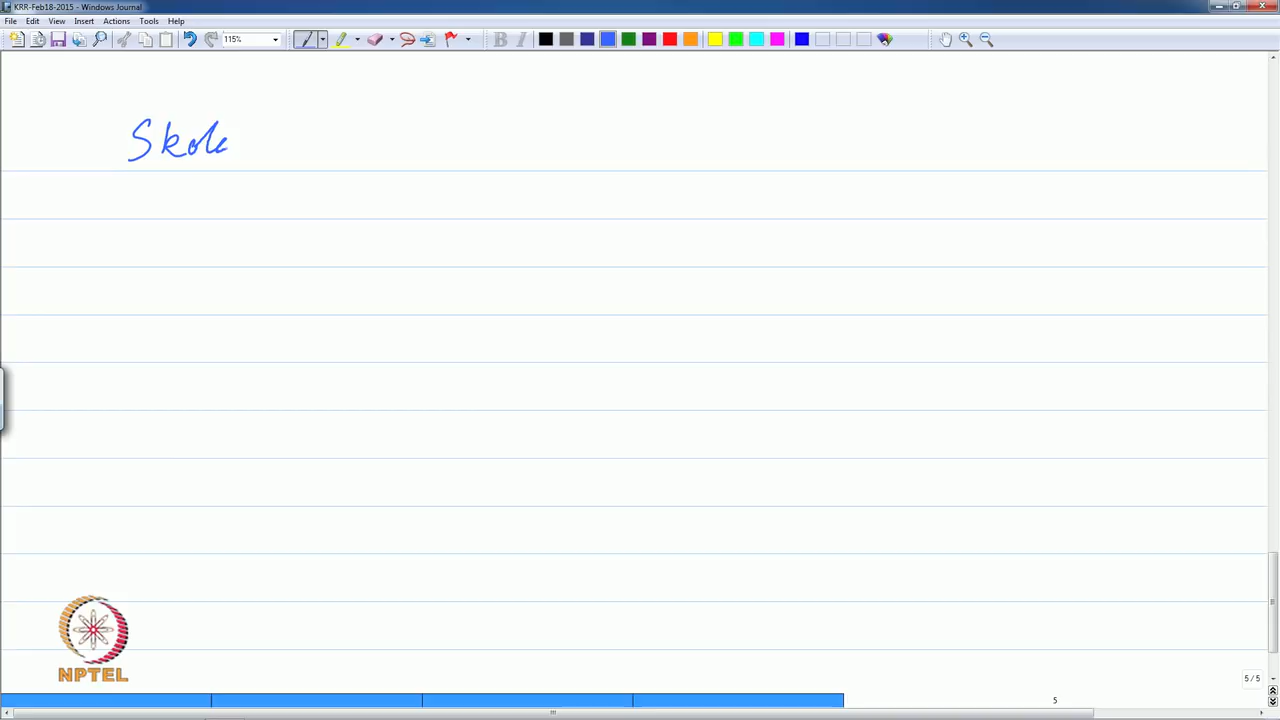 KRR-Feb18-2015 - Windows Journal
File Edit View Insert Actions Tools Help
115%
B I
Skole
NPTEL
5/5
5